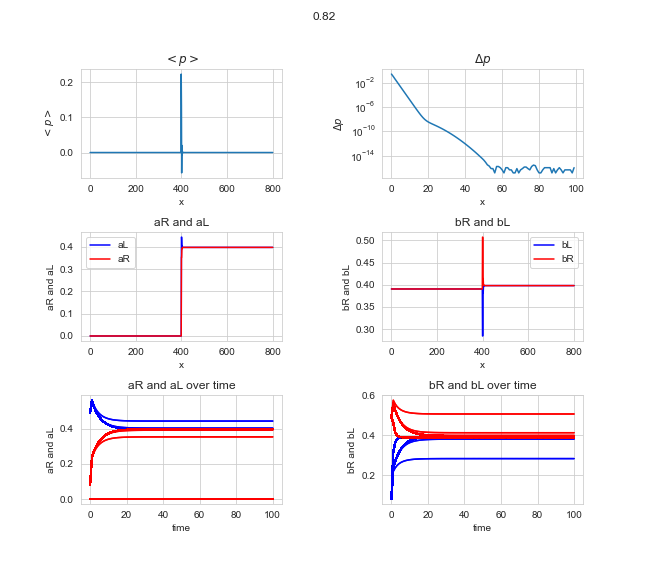 0.82
< p >
Δp
< p >
0.2
0.1
0.0
0 200 400 600 800
x
Δp
10^−2
10^−6
10^−10
10^−14
0 20 40 60 80 100
x
aR and aL
bR and bL
aR and aL
0.4
0.3
0.2
0.1
0.0
aL
aR
0 200 400 600 800
x
bR and bL
0.50
0.45
0.40
0.35
0.30
bL
bR
0 200 400 600 800
x
aR and aL over time
bR and bL over time
aR and aL
0.4
0.2
0.0
0 20 40 60 80 100
time
bR and bL
0.6
0.4
0.2
0 20 40 60 80 100
time